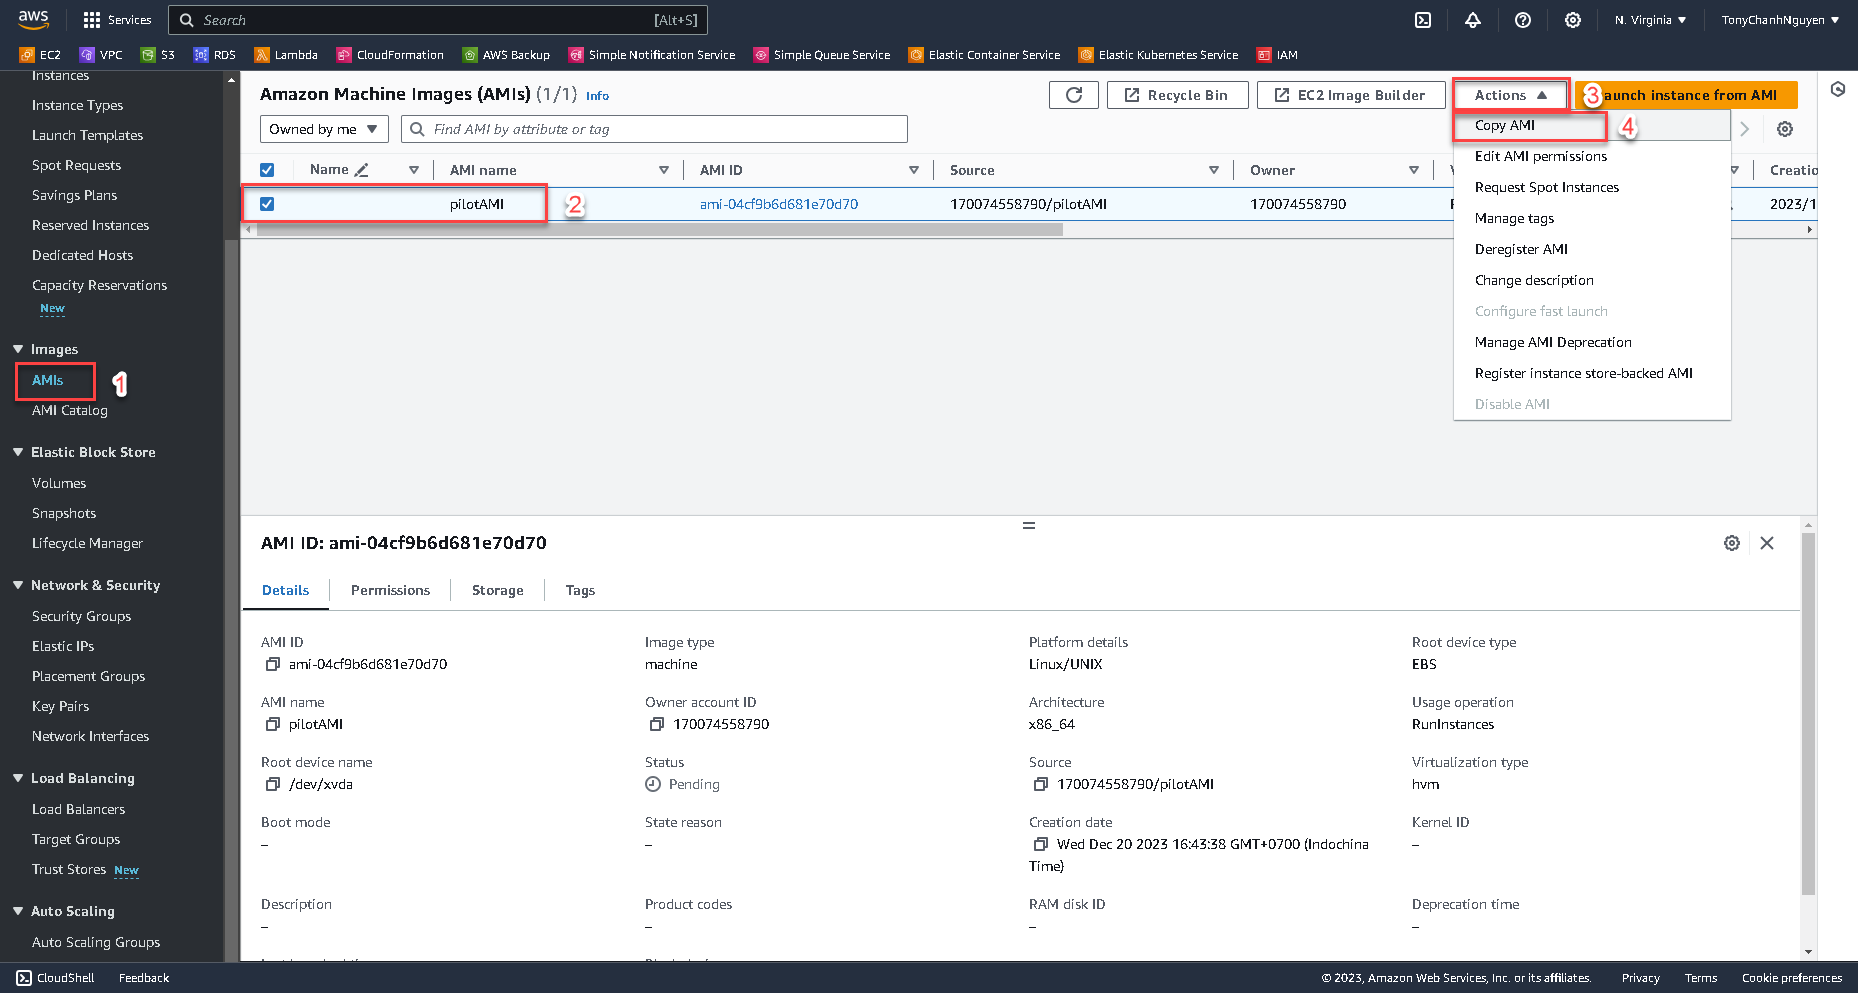 aws
Services
Search
[Alt+S]
N. Virginia
TonyChanhNguyen
EC2
VPC
S3
RDS
Lambda
CloudFormation
AWS Backup
Simple Notification Service
Simple Queue Service
Elastic Container Service
Elastic Kubernetes Service
IAM
Instances
Instance Types
Launch Templates
Spot Requests
Savings Plans
Reserved Instances
Dedicated Hosts
Capacity Reservations
New
Images
AMIs
1
AMI Catalog
Elastic Block Store
Volumes
Snapshots
Lifecycle Manager
Network & Security
Security Groups
Elastic IPs
Placement Groups
Key Pairs
Network Interfaces
Load Balancing
Load Balancers
Target Groups
Trust Stores New
Auto Scaling
Auto Scaling Groups
Amazon Machine Images (AMIs) (1/1) Info
Recycle Bin
EC2 Image Builder
Actions
3
aunch instance from AMI
Owned by me
Find AMI by attribute or tag
Copy AMI
4
Edit AMI permissions
Request Spot Instances
Manage tags
Deregister AMI
Change description
Configure fast launch
Manage AMI Deprecation
Register instance store-backed AMI
Disable AMI
Name
AMI name
AMI ID
Source
Owner
Creatio
pilotAMI
2
ami-04cf9b6d681e70d70
170074558790/pilotAMI
170074558790
2023/1
AMI ID: ami-04cf9b6d681e70d70
Details
Permissions
Storage
Tags
AMI ID
ami-04cf9b6d681e70d70
Image type
machine
Platform details
Linux/UNIX
Root device type
EBS
AMI name
pilotAMI
Owner account ID
170074558790
Architecture
x86_64
Usage operation
RunInstances
Root device name
/dev/xvda
Status
Pending
Source
170074558790/pilotAMI
Virtualization type
hvm
Boot mode
–
State reason
–
Creation date
Wed Dec 20 2023 16:43:38 GMT+0700 (Indochina
Time)
Kernel ID
–
Description
–
Product codes
–
RAM disk ID
–
Deprecation time
–
CloudShell
Feedback
© 2023, Amazon Web Services, Inc. or its affiliates.
Privacy
Terms
Cookie preferences